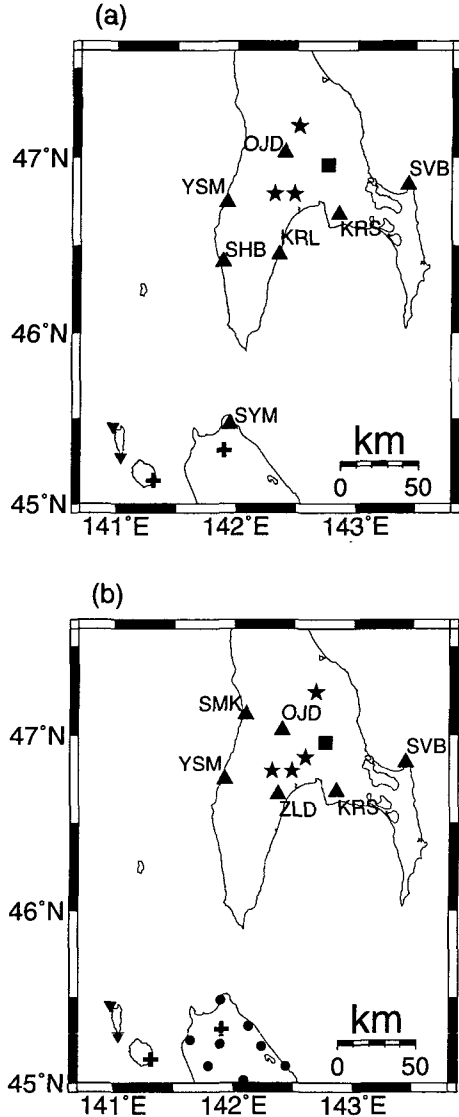 (a)
47˚N
46˚N
45˚N
OJD
SVB
YSM
KRS
SHB
KRL
SYM
km
0 50
141˚E 142˚E 143˚E
(b)
47˚N
46˚N
45˚N
SMK
OJD
SVB
YSM
ZLD
KRS
km
0 50
141˚E 142˚E 143˚E